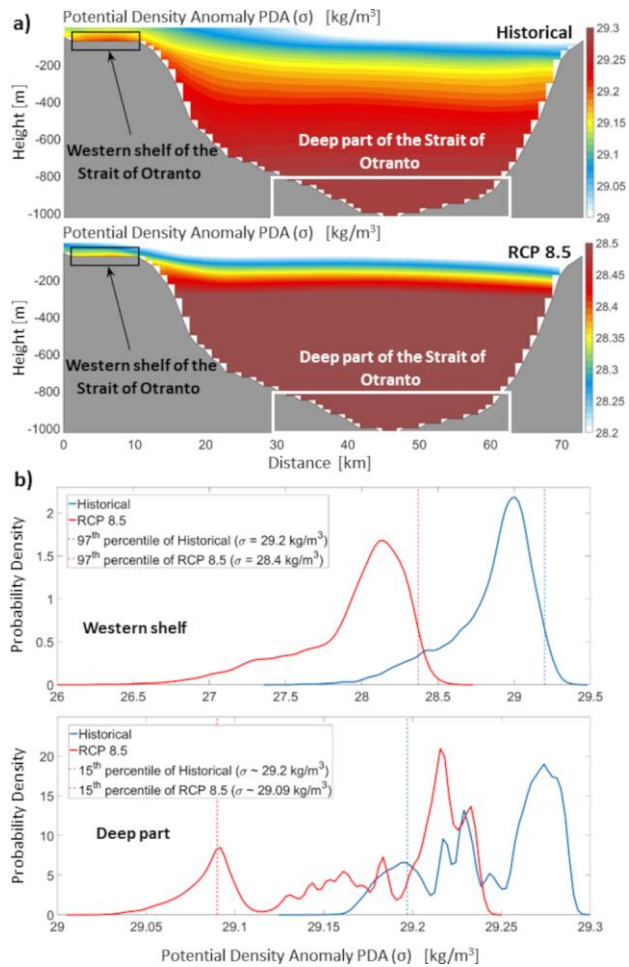 a)
Potential Density Anomaly PDA (σ) [kg/m³]
Historical
Height [m]
-200
-400
-600
-800
-1000
Western shelf of the
Strait of Otranto
Deep part of the Strait of
Otranto
29.3
29.25
29.2
29.15
29.1
29.05
29
Potential Density Anomaly PDA (σ) [kg/m³]
RCP 8.5
Height [m]
-200
-400
-600
-800
-1000
Western shelf of the
Strait of Otranto
Deep part of the Strait of
Otranto
28.5
28.45
28.4
28.35
28.3
28.25
28.2
0 10 20 30 40 50 60 70
Distance [km]
b)
Probability Density
2
1.5
1
0.5
0
Historical
RCP 8.5
97th percentile of Historical (σ = 29.2 kg/m³)
97th percentile of RCP 8.5 (σ = 28.4 kg/m³)
Western shelf
26 26.5 27 27.5 28 28.5 29 29.5
Probability Density
20
15
10
5
0
Historical
RCP 8.5
15th percentile of Historical (σ ~ 29.2 kg/m³)
15th percentile of RCP 8.5 (σ ~ 29.09 kg/m³)
Deep part
29 29.05 29.1 29.15 29.2 29.25 29.3
Potential Density Anomaly PDA (σ) [kg/m³]